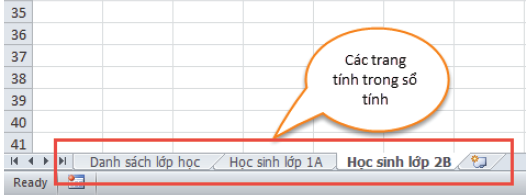 35
36
37
38
39
40
41
Các trang
tính trong sổ
tính
Danh sách lớp học Học sinh lớp 1A Học sinh lớp 2B
Ready